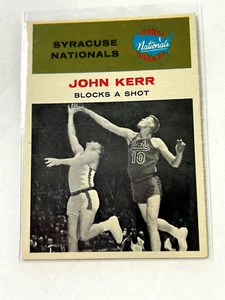 SYRACUSE
NATIONALS
Nationals
JOHN KERR
BLOCKS A SHOT
10